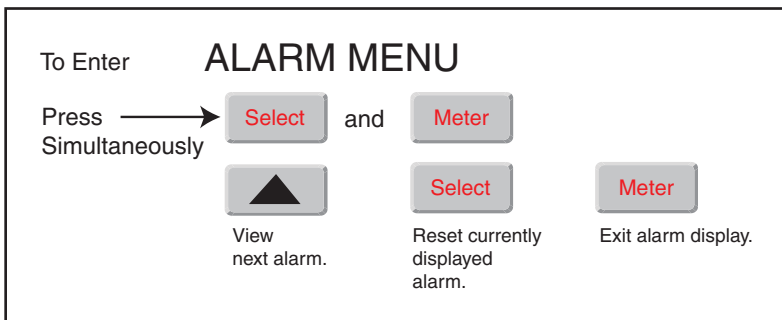 To Enter ALARM MENU
Press Select and Meter
Simultaneously
Select Meter
View Reset currently Exit alarm display.
next alarm. displayed
alarm.